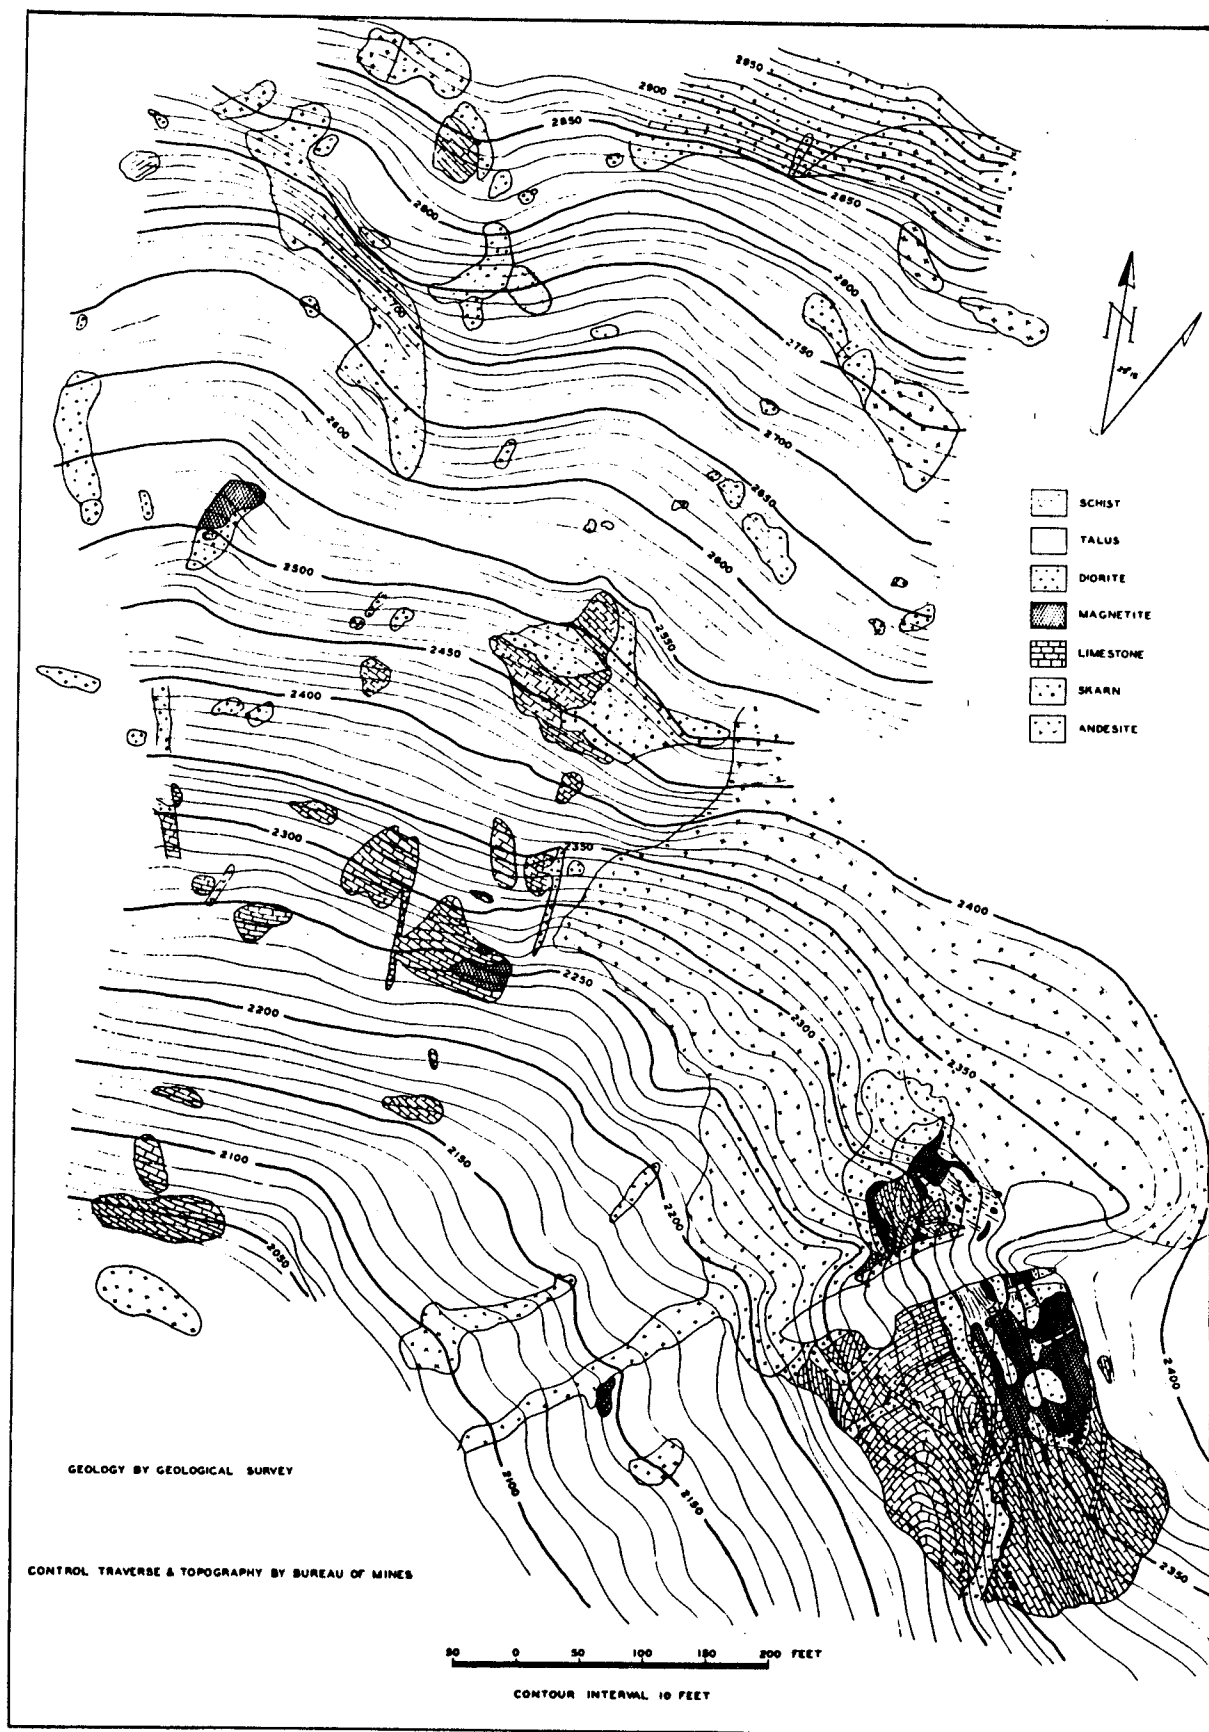 2950
2900
2850
2850
2800
2800
2750
2700
2700
2650
2600
2600
2550
2500
2450
2400
2350
2300
2400
2250
2300
2200
2350
2150
2100
2200
2050
2400
2100
2150
2350
N
SCHIST
TALUS
DIORITE
MAGNETITE
LIMESTONE
SKARN
ANDESITE
GEOLOGY BY GEOLOGICAL SURVEY
CONTROL TRAVERSE & TOPOGRAPHY BY BUREAU OF MINES
50 0 50 100 150 200 FEET
CONTOUR INTERVAL 10 FEET